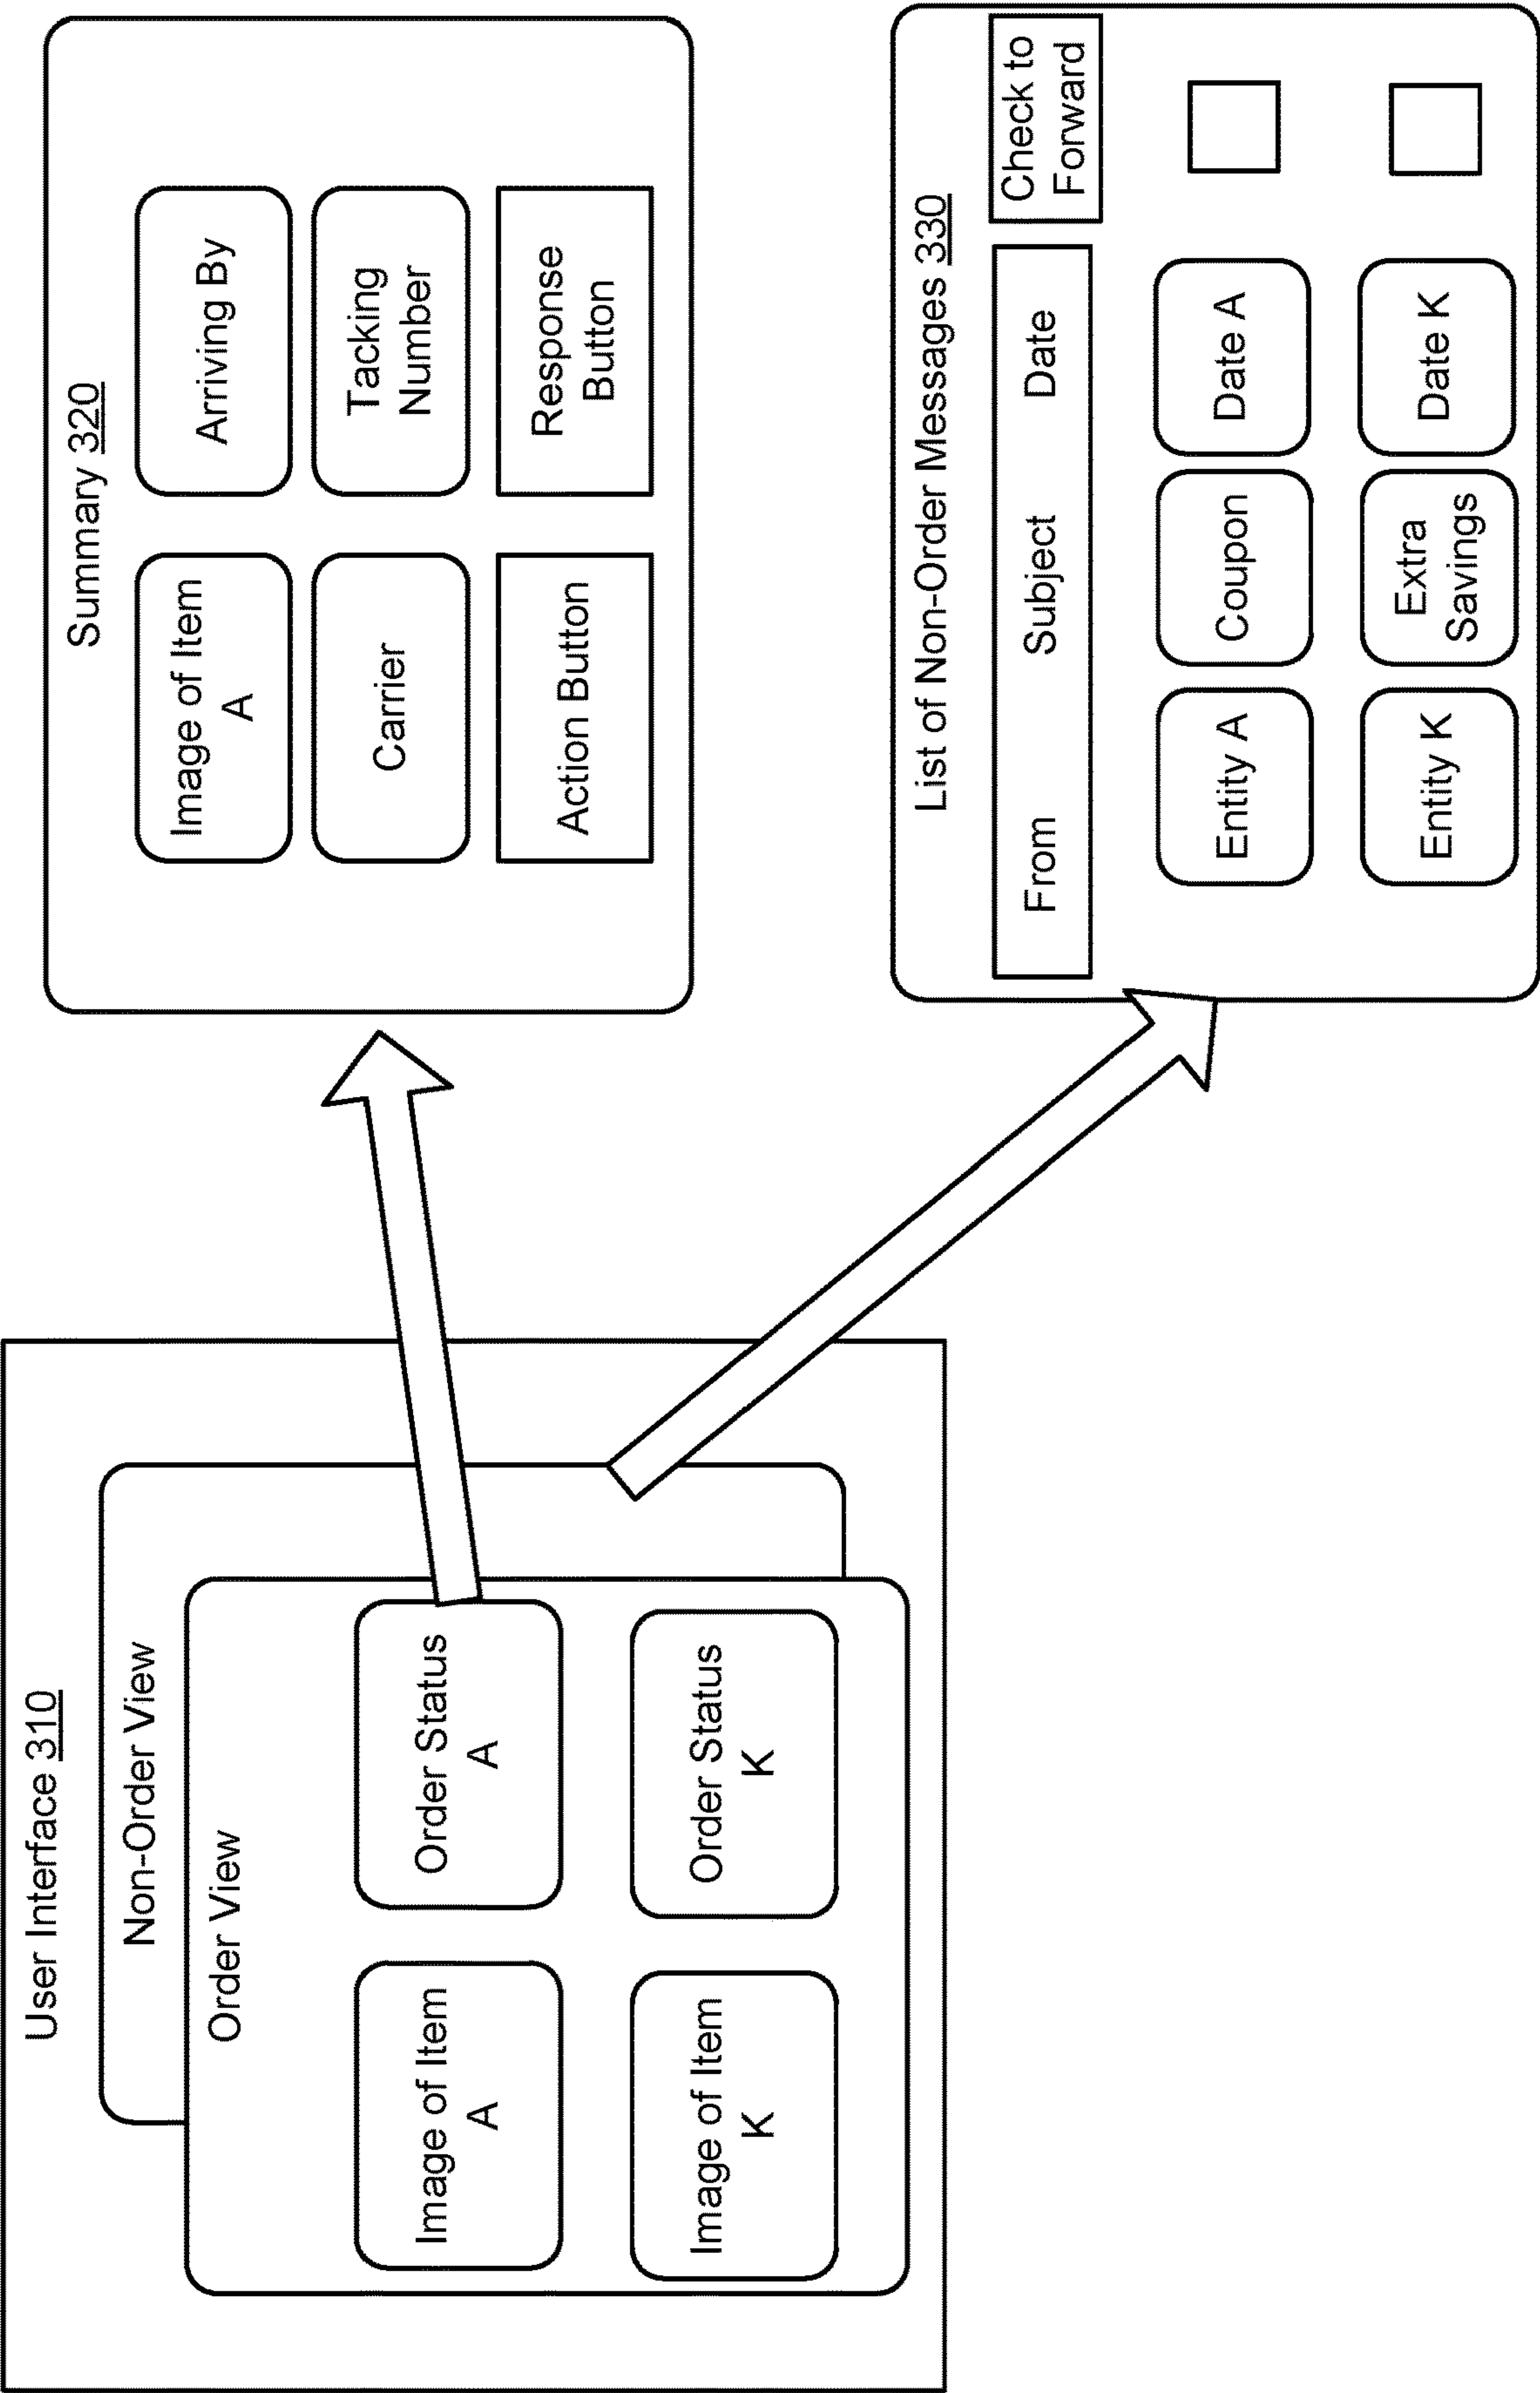 User Interface 310
Non-Order View
Order View
Image of Item
A
Order Status
A
Image of Item
K
Order Status
K
Summary 320
Image of Item
A
Arriving By
Carrier
Tacking
Number
Action Button
Response
Button
List of Non-Order Messages 330
From Subject Date
Check to
Forward
Entity A
Coupon
Date A
Entity K
Extra
Savings
Date K